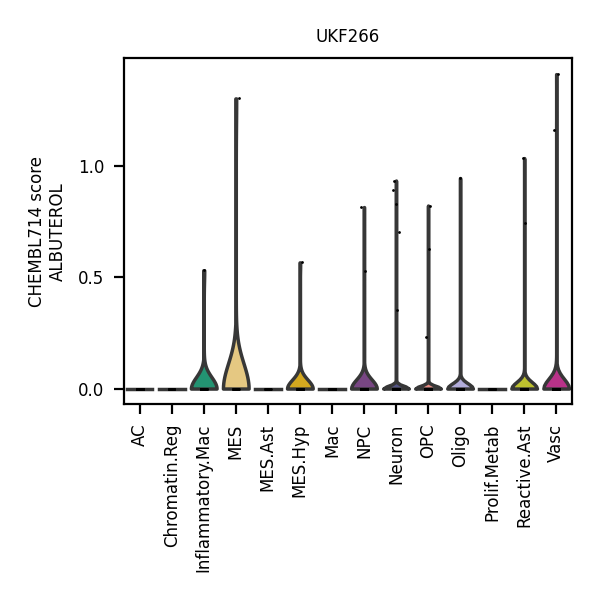 UKF266
CHEMBL714 score
ALBUTEROL
1.0
0.5
0.0
AC
Chromatin.Reg
Inflammatory.Mac
MES
MES.Ast
MES.Hyp
Mac
NPC
Neuron
OPC
Oligo
Prolif.Metab
Reactive.Ast
Vasc